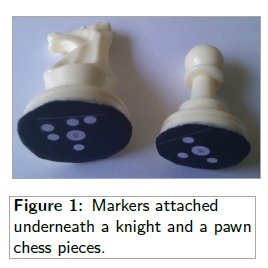 Figure 1: Markers attached
underneath a knight and a pawn
chess pieces.